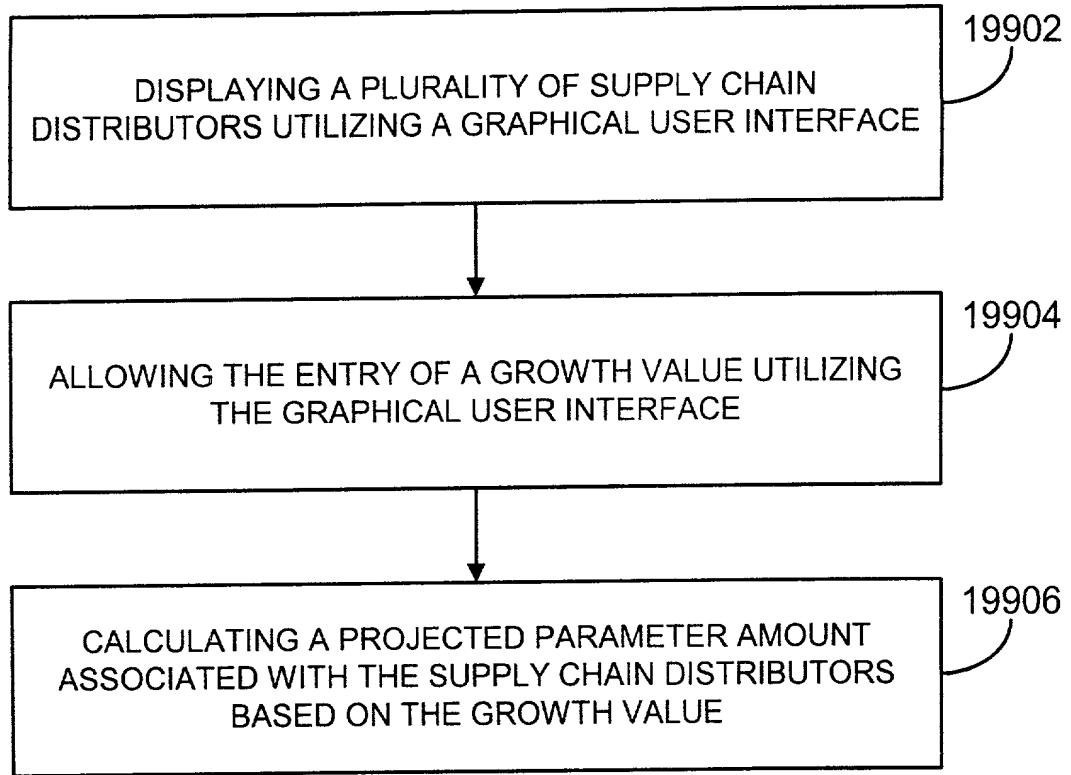 19902
DISPLAYING A PLURALITY OF SUPPLY CHAIN
DISTRIBUTORS UTILIZING A GRAPHICAL USER INTERFACE
19904
ALLOWING THE ENTRY OF A GROWTH VALUE UTILIZING
THE GRAPHICAL USER INTERFACE
19906
CALCULATING A PROJECTED PARAMETER AMOUNT
ASSOCIATED WITH THE SUPPLY CHAIN DISTRIBUTORS
BASED ON THE GROWTH VALUE